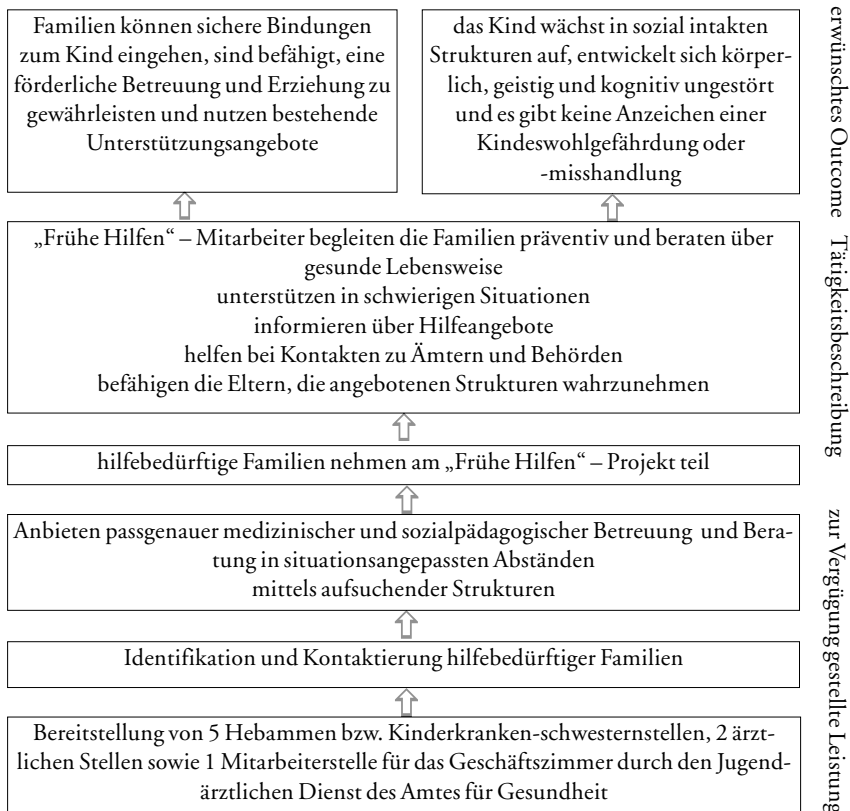 Familien können sichere Bindungen
zum Kind eingehen, sind befähigt, eine
förderliche Betreuung und Erziehung zu
gewährleisten und nutzen bestehende
Unterstützungsangebote
das Kind wächst in sozial intakten
Strukturen auf, entwickelt sich körper-
lich, geistig und kognitiv ungestört
und es gibt keine Anzeichen einer
Kindeswohlgefährdung oder
-misshandlung
erwünschtes Outcome
„Frühe Hilfen“ – Mitarbeiter begleiten die Familien präventiv und beraten über
gesunde Lebensweise
unterstützen in schwierigen Situationen
informieren über Hilfeangebote
helfen bei Kontakten zu Ämtern und Behörden
befähigen die Eltern, die angebotenen Strukturen wahrzunehmen
Tätigkeitsbeschreibung
hilfebedürftige Familien nehmen am „Frühe Hilfen“ – Projekt teil
Anbieten passgenauer medizinischer und sozialpädagogischer Betreuung und Bera-
tung in situationsangepassten Abständen
mittels aufsuchender Strukturen
Identifikation und Kontaktierung hilfebedürftiger Familien
Bereitstellung von 5 Hebammen bzw. Kinderkranken-schwesternstellen, 2 ärzt-
lichen Stellen sowie 1 Mitarbeiterstelle für das Geschäftszimmer durch den Jugend-
ärztlichen Dienst des Amtes für Gesundheit
zur Vergügung gestellte Leistung